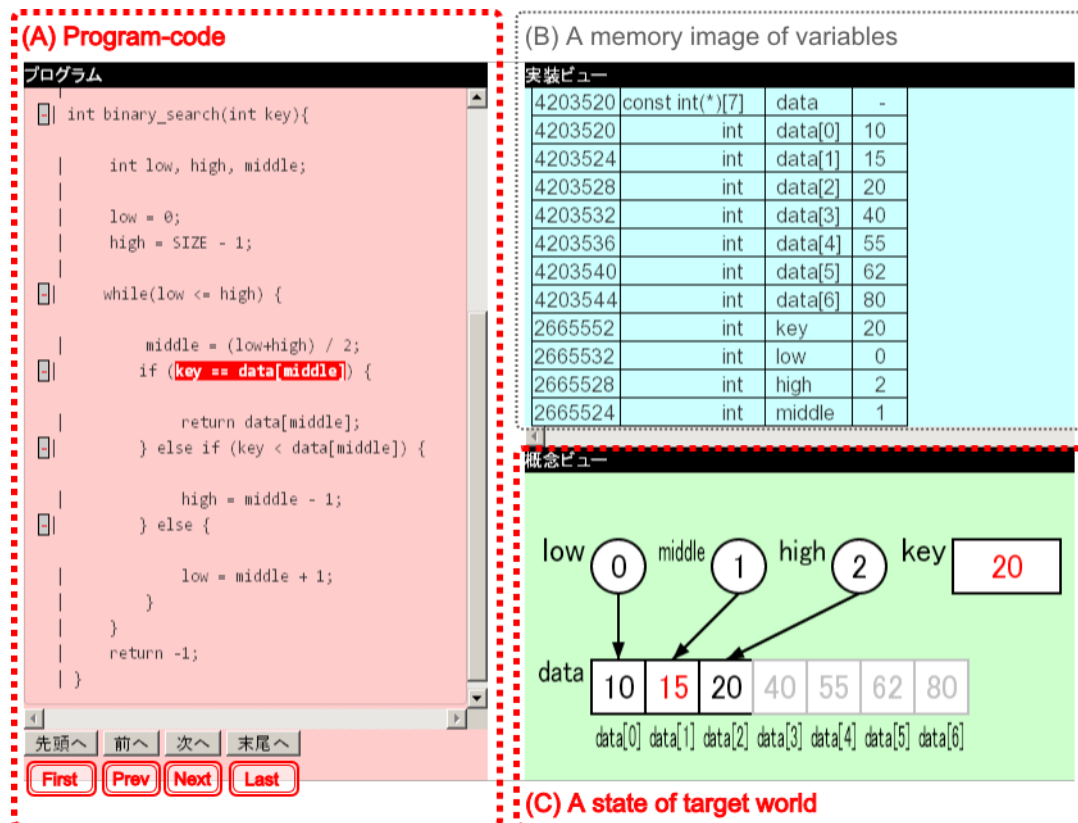 (A) Program-code
プログラム
int binary_search(int key){
int low, high, middle;
low = 0;
high = SIZE - 1;
while(low <= high) {
middle = (low+high) / 2;
if (key == data[middle]) {
return data[middle];
} else if (key < data[middle]) {
high = middle - 1;
} else {
low = middle + 1;
}
}
return -1;
}
先頭へ 前へ 次へ 末尾へ
First Prev Next Last
(B) A memory image of variables
実装ビュー
4203520 const int(*)[7] data -
4203520 int data[0] 10
4203524 int data[1] 15
4203528 int data[2] 20
4203532 int data[3] 40
4203536 int data[4] 55
4203540 int data[5] 62
4203544 int data[6] 80
2665552 int key 20
2665532 int low 0
2665528 int high 2
2665524 int middle 1
概念ビュー
low 0 middle 1 high 2 key 20
data 10 15 20 40 55 62 80
data[0] data[1] data[2] data[3] data[4] data[5] data[6]
(C) A state of target world